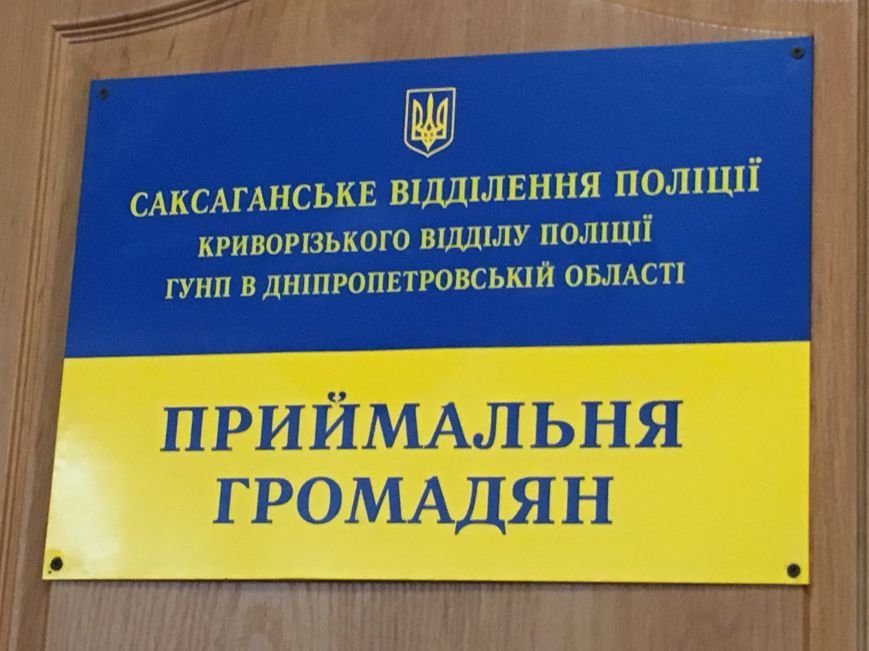 САКСАГАНСЬКЕ ВІДДІЛЕННЯ ПОЛІЦІЇ
КРИВОРІЗЬКОГО ВІДДІЛУ ПОЛІЦІЇ
ГУНП В ДНІПРОПЕТРОВСЬКІЙ ОБЛАСТІ
ПРИЙМАЛЬНЯ
ГРОМАДЯН